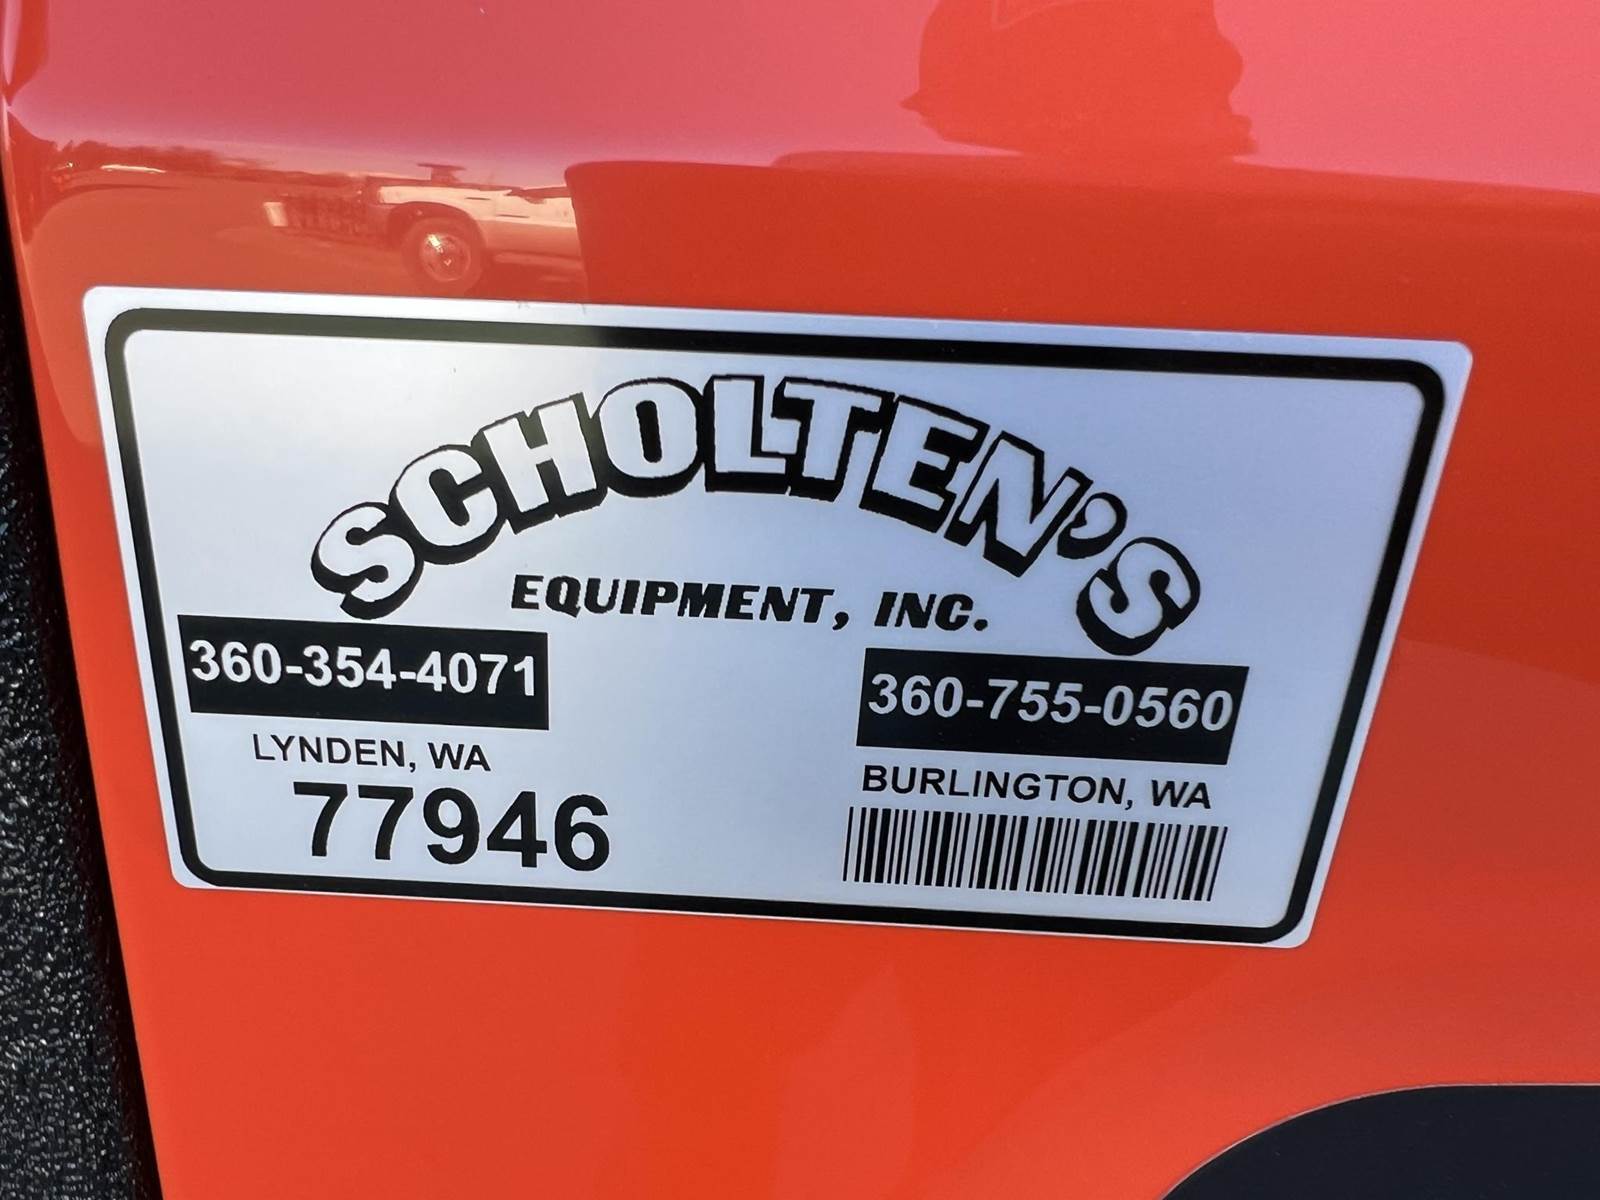 SCHOLTEN'S
EQUIPMENT, INC.
360-354-4071
LYNDEN, WA
77946
360-755-0560
BURLINGTON, WA